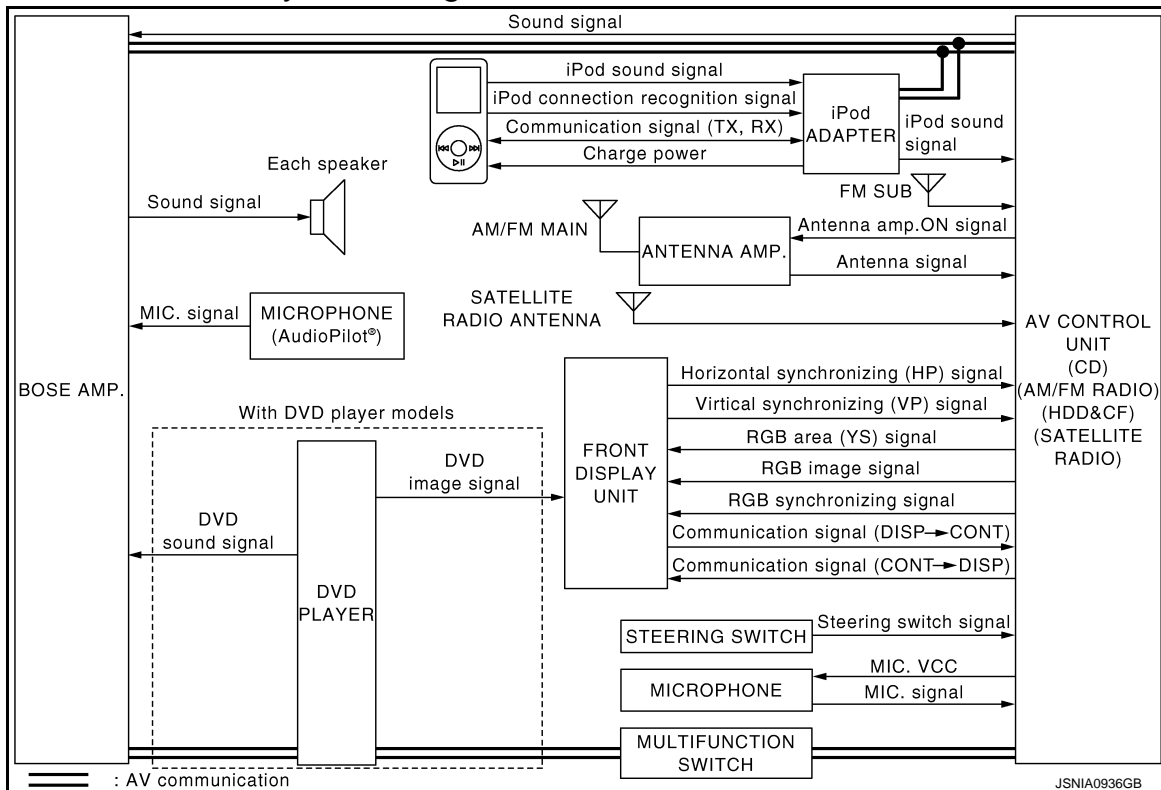 Sound signal
iPod sound signal
iPod connection recognition signal
Communication signal (TX, RX)
Charge power
iPod
ADAPTER
iPod sound
signal
Each speaker
Sound signal
FM SUB
AM/FM MAIN
ANTENNA AMP.
Antenna amp.ON signal
Antenna signal
SATELLITE
RADIO ANTENNA
MIC. signal
MICROPHONE
(AudioPilot®)
BOSE AMP.
AV CONTROL
UNIT
(CD)
(AM/FM RADIO)
(HDD&CF)
(SATELLITE
RADIO)
With DVD player models
FRONT
DISPLAY
UNIT
Horizontal synchronizing (HP) signal
Virtical synchronizing (VP) signal
RGB area (YS) signal
RGB image signal
RGB synchronizing signal
Communication signal (DISP→CONT)
Communication signal (CONT→DISP)
DVD
image signal
DVD
sound signal
DVD
PLAYER
STEERING SWITCH
Steering switch signal
MICROPHONE
MIC. VCC
MIC. signal
MULTIFUNCTION
SWITCH
: AV communication
JSNIA0936GB